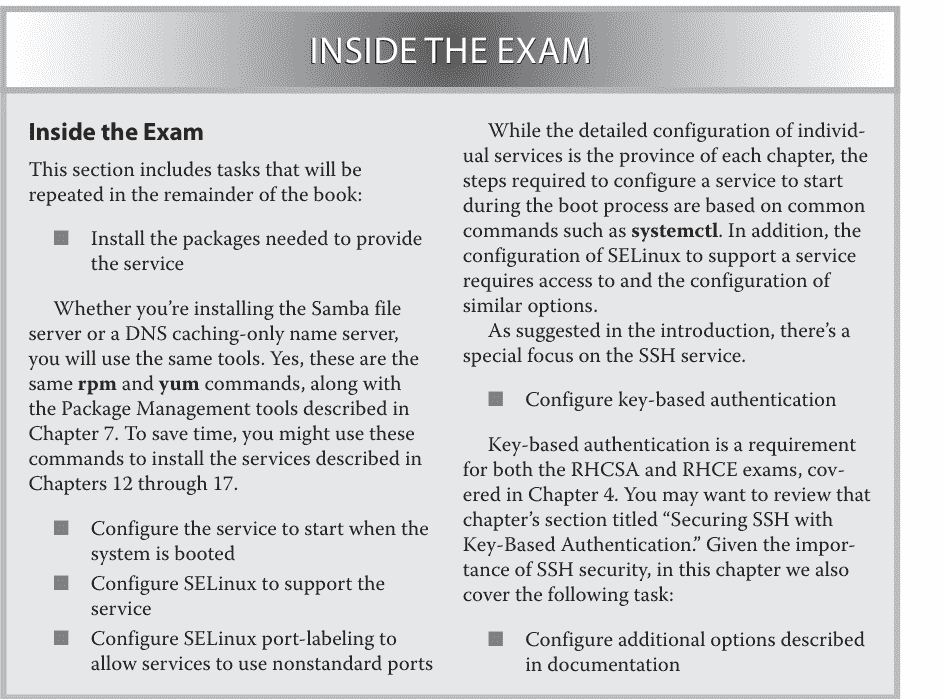 INSIDE THE EXAM
Inside the Exam
This section includes tasks that will be
repeated in the remainder of the book:
■ Install the packages needed to provide
the service
Whether you're installing the Samba file
server or a DNS caching-only name server,
you will use the same tools. Yes, these are the
same rpm and yum commands, along with
the Package Management tools described in
Chapter 7. To save time, you might use these
commands to install the services described in
Chapters 12 through 17.
■ Configure the service to start when the
system is booted
■ Configure SELinux to support the
service
■ Configure SELinux port-labeling to
allow services to use nonstandard ports
While the detailed configuration of individ-
ual services is the province of each chapter, the
steps required to configure a service to start
during the boot process are based on common
commands such as systemctl. In addition, the
configuration of SELinux to support a service
requires access to and the configuration of
similar options.
As suggested in the introduction, there's a
special focus on the SSH service.
■ Configure key-based authentication
Key-based authentication is a requirement
for both the RHCSA and RHCE exams, cov-
ered in Chapter 4. You may want to review that
chapter's section titled “Securing SSH with
Key-Based Authentication.” Given the impor-
tance of SSH security, in this chapter we also
cover the following task:
■ Configure additional options described
in documentation